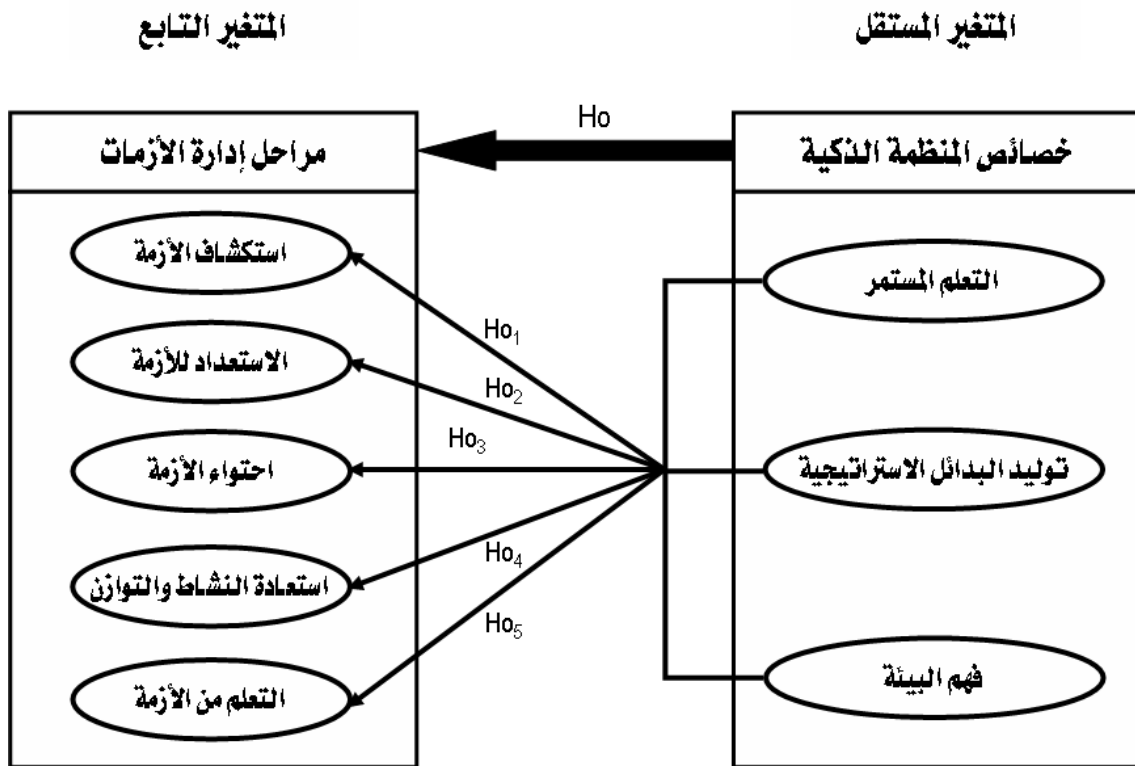 المتغير المستقل
المتغير التابع
Ho
خصائص المنظمة الذكية
مراحل إدارة الأزمات
استكشاف الأزمة
التعلم المستمر
Ho1
الاستعداد للأزمة
Ho2
Ho3
توليد البدائل الاستراتيجية
احتواء الأزمة
Ho4
استعادة النشاط والتوازن
Ho5
فهم البيئة
التعلم من الأزمة